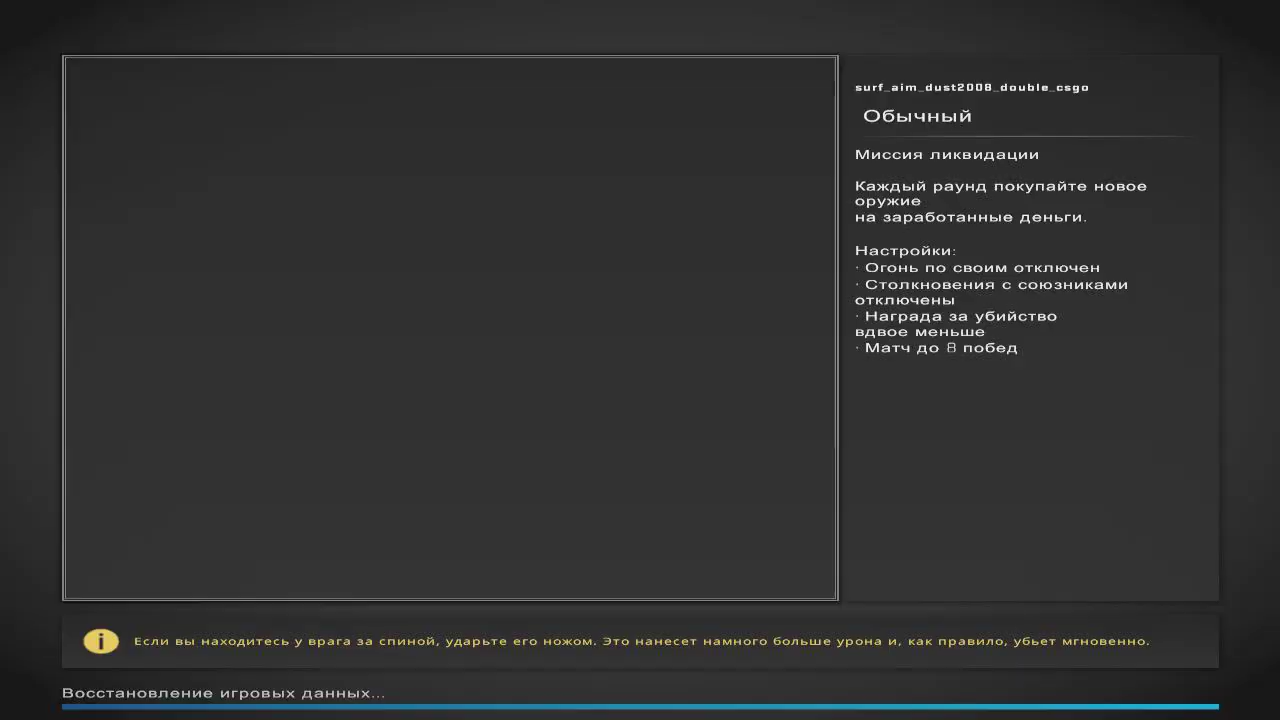 surf_aim_dust2008_double_csgo
Обычный
Миссия ликвидации
Каждый раунд покупайте новое
оружие
на заработанные деньги.
Настройки:
· Огонь по своим отключен
· Столкновения с союзниками
отключены
· Награда за убийство
вдвое меньше
· Матч до 8 побед
i
Если вы находитесь у врага за спиной, ударьте его ножом. Это нанесет намного больше урона и, как правило, убьет мгновенно.
Восстановление игровых данных...